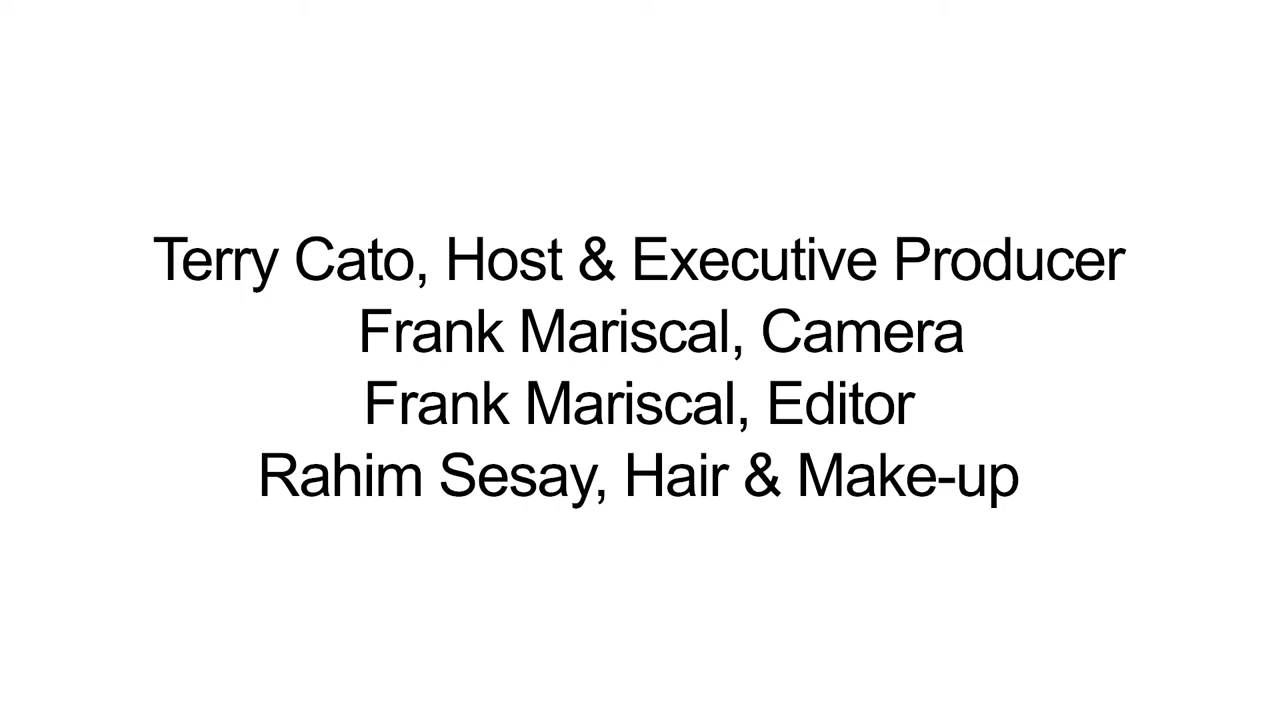 Terry Cato, Host & Executive Producer
Frank Mariscal, Camera
Frank Mariscal, Editor
Rahim Sesay, Hair & Make-up